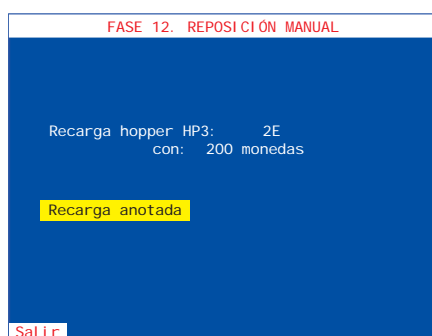 FASE 12. REPOSICIÓN MANUAL
Recarga hopper HP3: 2E
con: 200 monedas
Recarga anotada
Salir